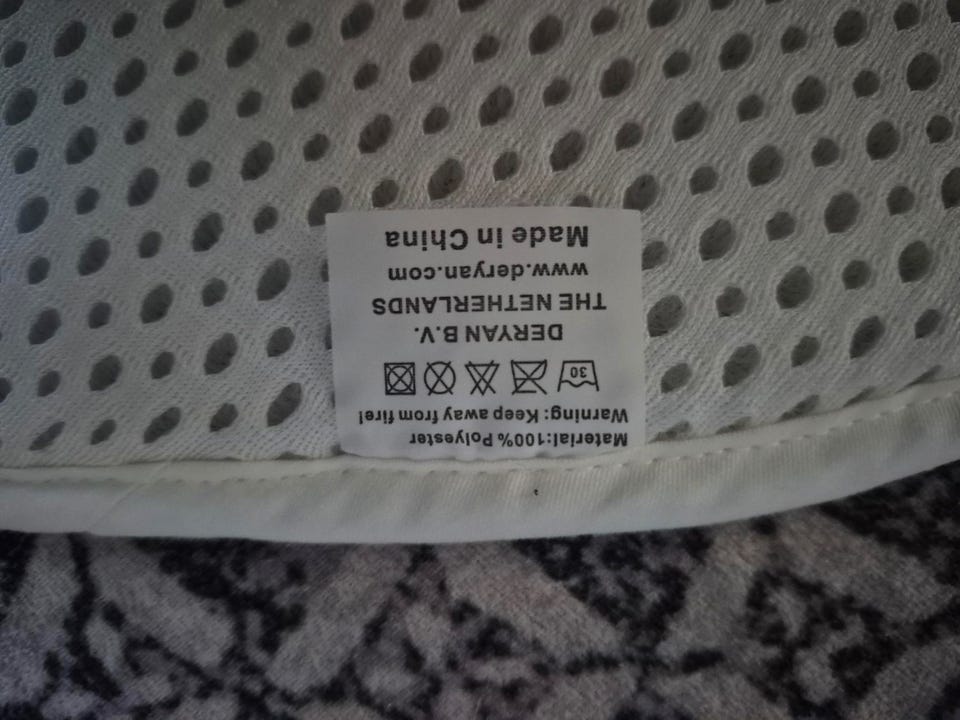 Material:100% Polyester
Warning: Keep away from fire!
30
DERYAN B.V.
THE NETHERLANDS
www.deryan.com
Made in China